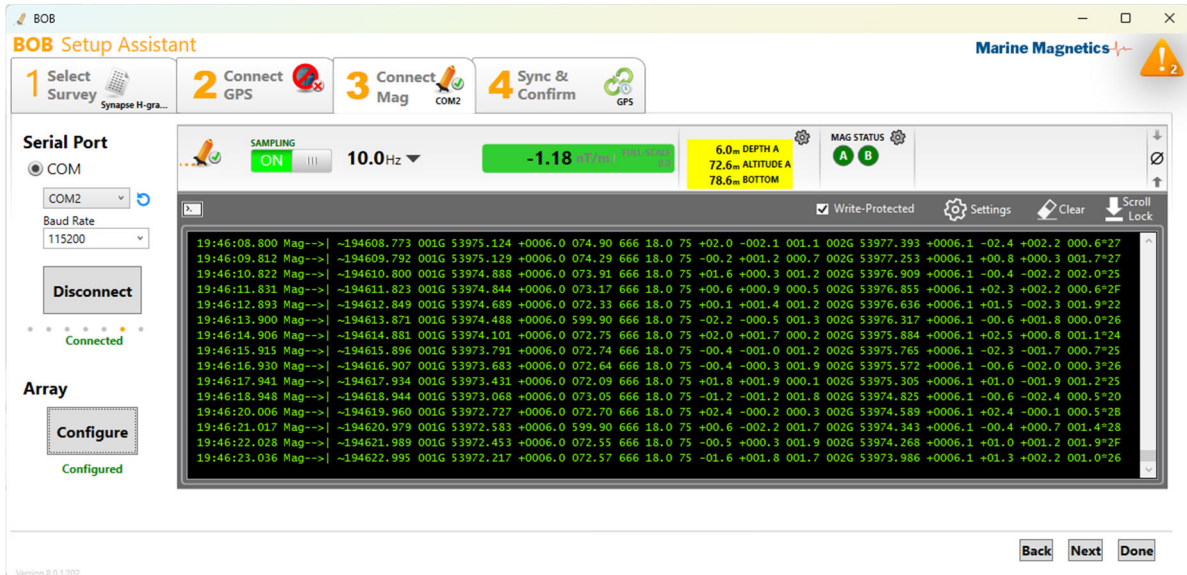 BOB
BOB Setup Assistant
Marine Magnetics
2
1 Select Survey Synapse H-gra...
2 Connect GPS
3 Connect Mag COM2
4 Sync & Confirm GPS
Serial Port
COM
COM2
Baud Rate
115200
Disconnect
Connected
Array
Configure
Configured
SAMPLING
ON
10.0 Hz
-1.18 nT/m FULL-SCALE 0.0
6.0m DEPTH A
72.6m ALTITUDE A
78.6m BOTTOM
MAG STATUS
A B
Write-Protected Settings Clear Scroll Lock
19:46:08.800 Mag-->| ~194608.773 001G 53975.124 +0006.0 074.90 666 18.0 75 +02.0 -002.1 001.1 002G 53977.393 +0006.1 -02.4 +002.2 000.6*27
19:46:09.812 Mag-->| ~194609.792 001G 53975.129 +0006.0 074.29 666 18.0 75 -00.2 +001.2 000.7 002G 53977.253 +0006.1 +00.8 +000.3 001.7*27
19:46:10.822 Mag-->| ~194610.800 001G 53974.888 +0006.0 073.91 666 18.0 75 +01.6 +000.3 001.2 002G 53976.909 +0006.1 -00.4 -002.2 002.0*25
19:46:11.831 Mag-->| ~194611.823 001G 53974.844 +0006.0 073.17 666 18.0 75 +00.6 +000.9 000.5 002G 53976.855 +0006.1 +02.3 +002.2 000.6*2F
19:46:12.893 Mag-->| ~194612.849 001G 53974.689 +0006.0 072.33 666 18.0 75 +00.1 +001.4 001.2 002G 53976.636 +0006.1 +01.5 -002.3 001.9*22
19:46:13.900 Mag-->| ~194613.871 001G 53974.488 +0006.0 599.90 666 18.0 75 -02.2 -000.5 001.3 002G 53976.317 +0006.1 -00.6 +001.8 000.0*26
19:46:14.906 Mag-->| ~194614.881 001G 53974.101 +0006.0 072.75 666 18.0 75 +02.0 +001.7 000.2 002G 53975.884 +0006.1 +02.5 +000.8 001.1*24
19:46:15.915 Mag-->| ~194615.896 001G 53973.791 +0006.0 072.74 666 18.0 75 -00.4 -001.0 001.2 002G 53975.765 +0006.1 -02.3 -001.7 000.7*25
19:46:16.930 Mag-->| ~194616.907 001G 53973.683 +0006.0 072.64 666 18.0 75 -00.4 -000.3 001.9 002G 53975.572 +0006.1 -00.6 -002.0 000.3*26
19:46:17.941 Mag-->| ~194617.934 001G 53973.431 +0006.0 072.09 666 18.0 75 +01.8 +001.9 000.1 002G 53975.305 +0006.1 +01.0 -001.9 001.2*25
19:46:18.948 Mag-->| ~194618.944 001G 53973.068 +0006.0 073.05 666 18.0 75 -01.2 -001.2 001.8 002G 53974.825 +0006.1 -00.6 -002.4 000.5*20
19:46:20.006 Mag-->| ~194619.960 001G 53972.727 +0006.0 072.70 666 18.0 75 +02.4 -000.2 000.3 002G 53974.589 +0006.1 +02.4 -000.1 000.5*2B
19:46:21.017 Mag-->| ~194620.979 001G 53972.583 +0006.0 599.90 666 18.0 75 +00.6 -002.2 001.7 002G 53974.343 +0006.1 -00.4 +000.7 001.4*28
19:46:22.028 Mag-->| ~194621.989 001G 53972.453 +0006.0 072.55 666 18.0 75 -00.5 +000.3 001.9 002G 53974.268 +0006.1 +01.0 +001.2 001.9*2F
19:46:23.036 Mag-->| ~194622.995 001G 53972.217 +0006.0 072.57 666 18.0 75 -01.6 +001.8 001.7 002G 53973.986 +0006.1 +01.3 +002.2 001.0*26
Back Next Done
Version 8.0.1.202